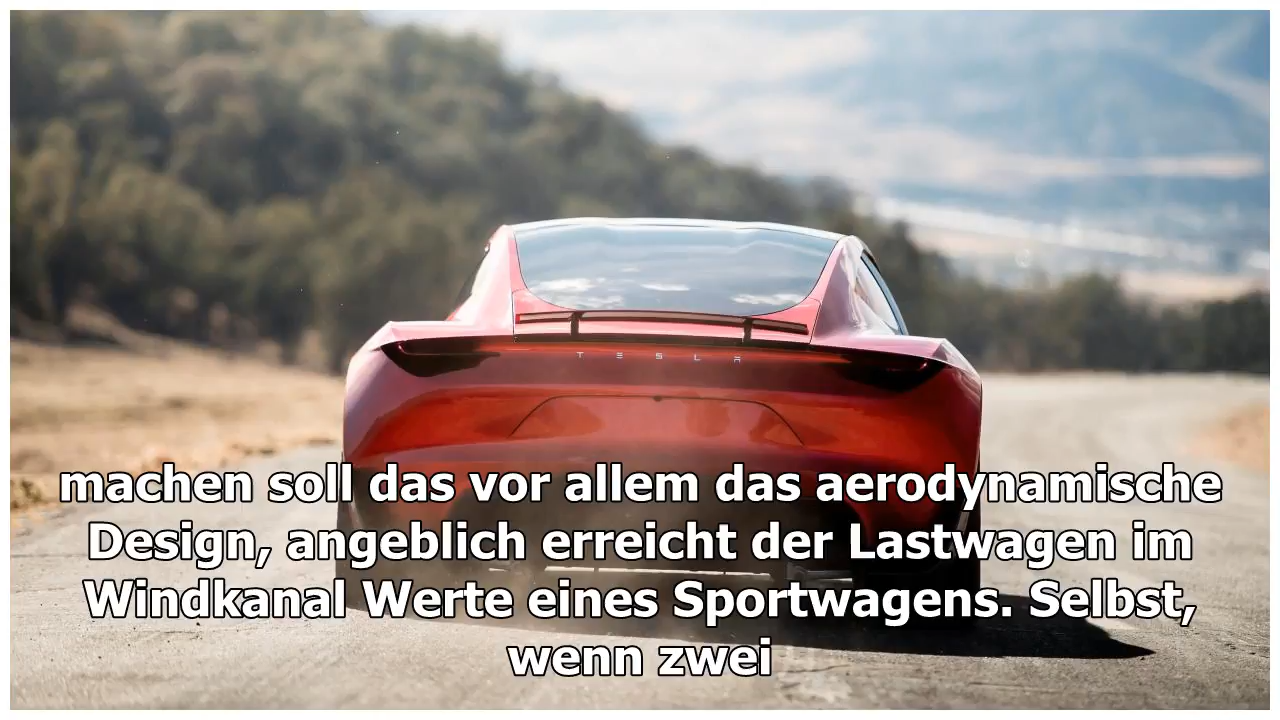 TESLA
machen soll das vor allem das aerodynamische
Design, angeblich erreicht der Lastwagen im
Windkanal Werte eines Sportwagens. Selbst,
wenn zwei